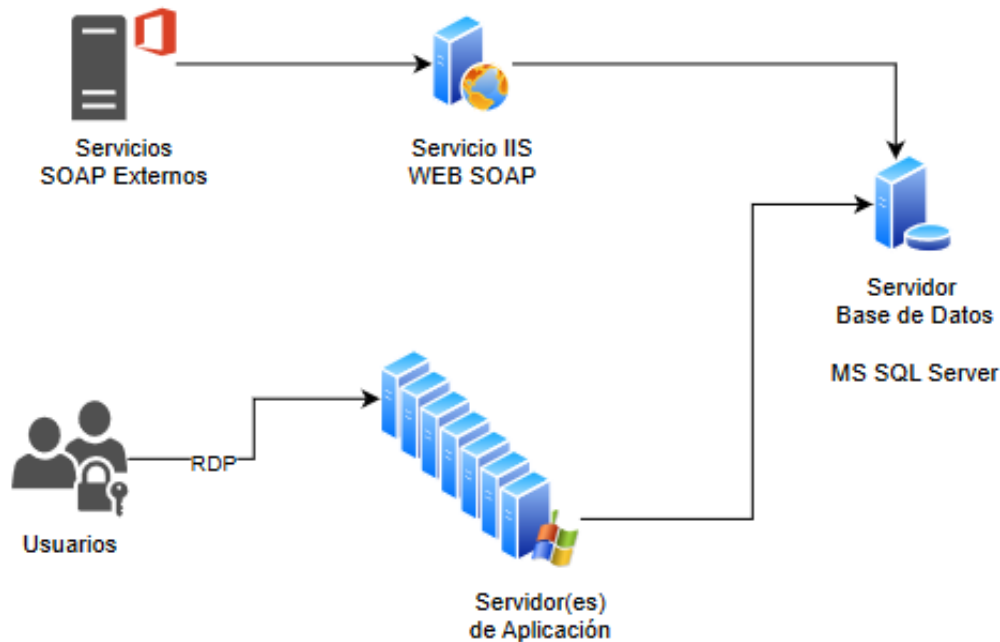 Servicios
SOAP Externos
Servicio IIS
WEB SOAP
Servidor
Base de Datos
MS SQL Server
RDP
Usuarios
Servidor(es)
de Aplicación